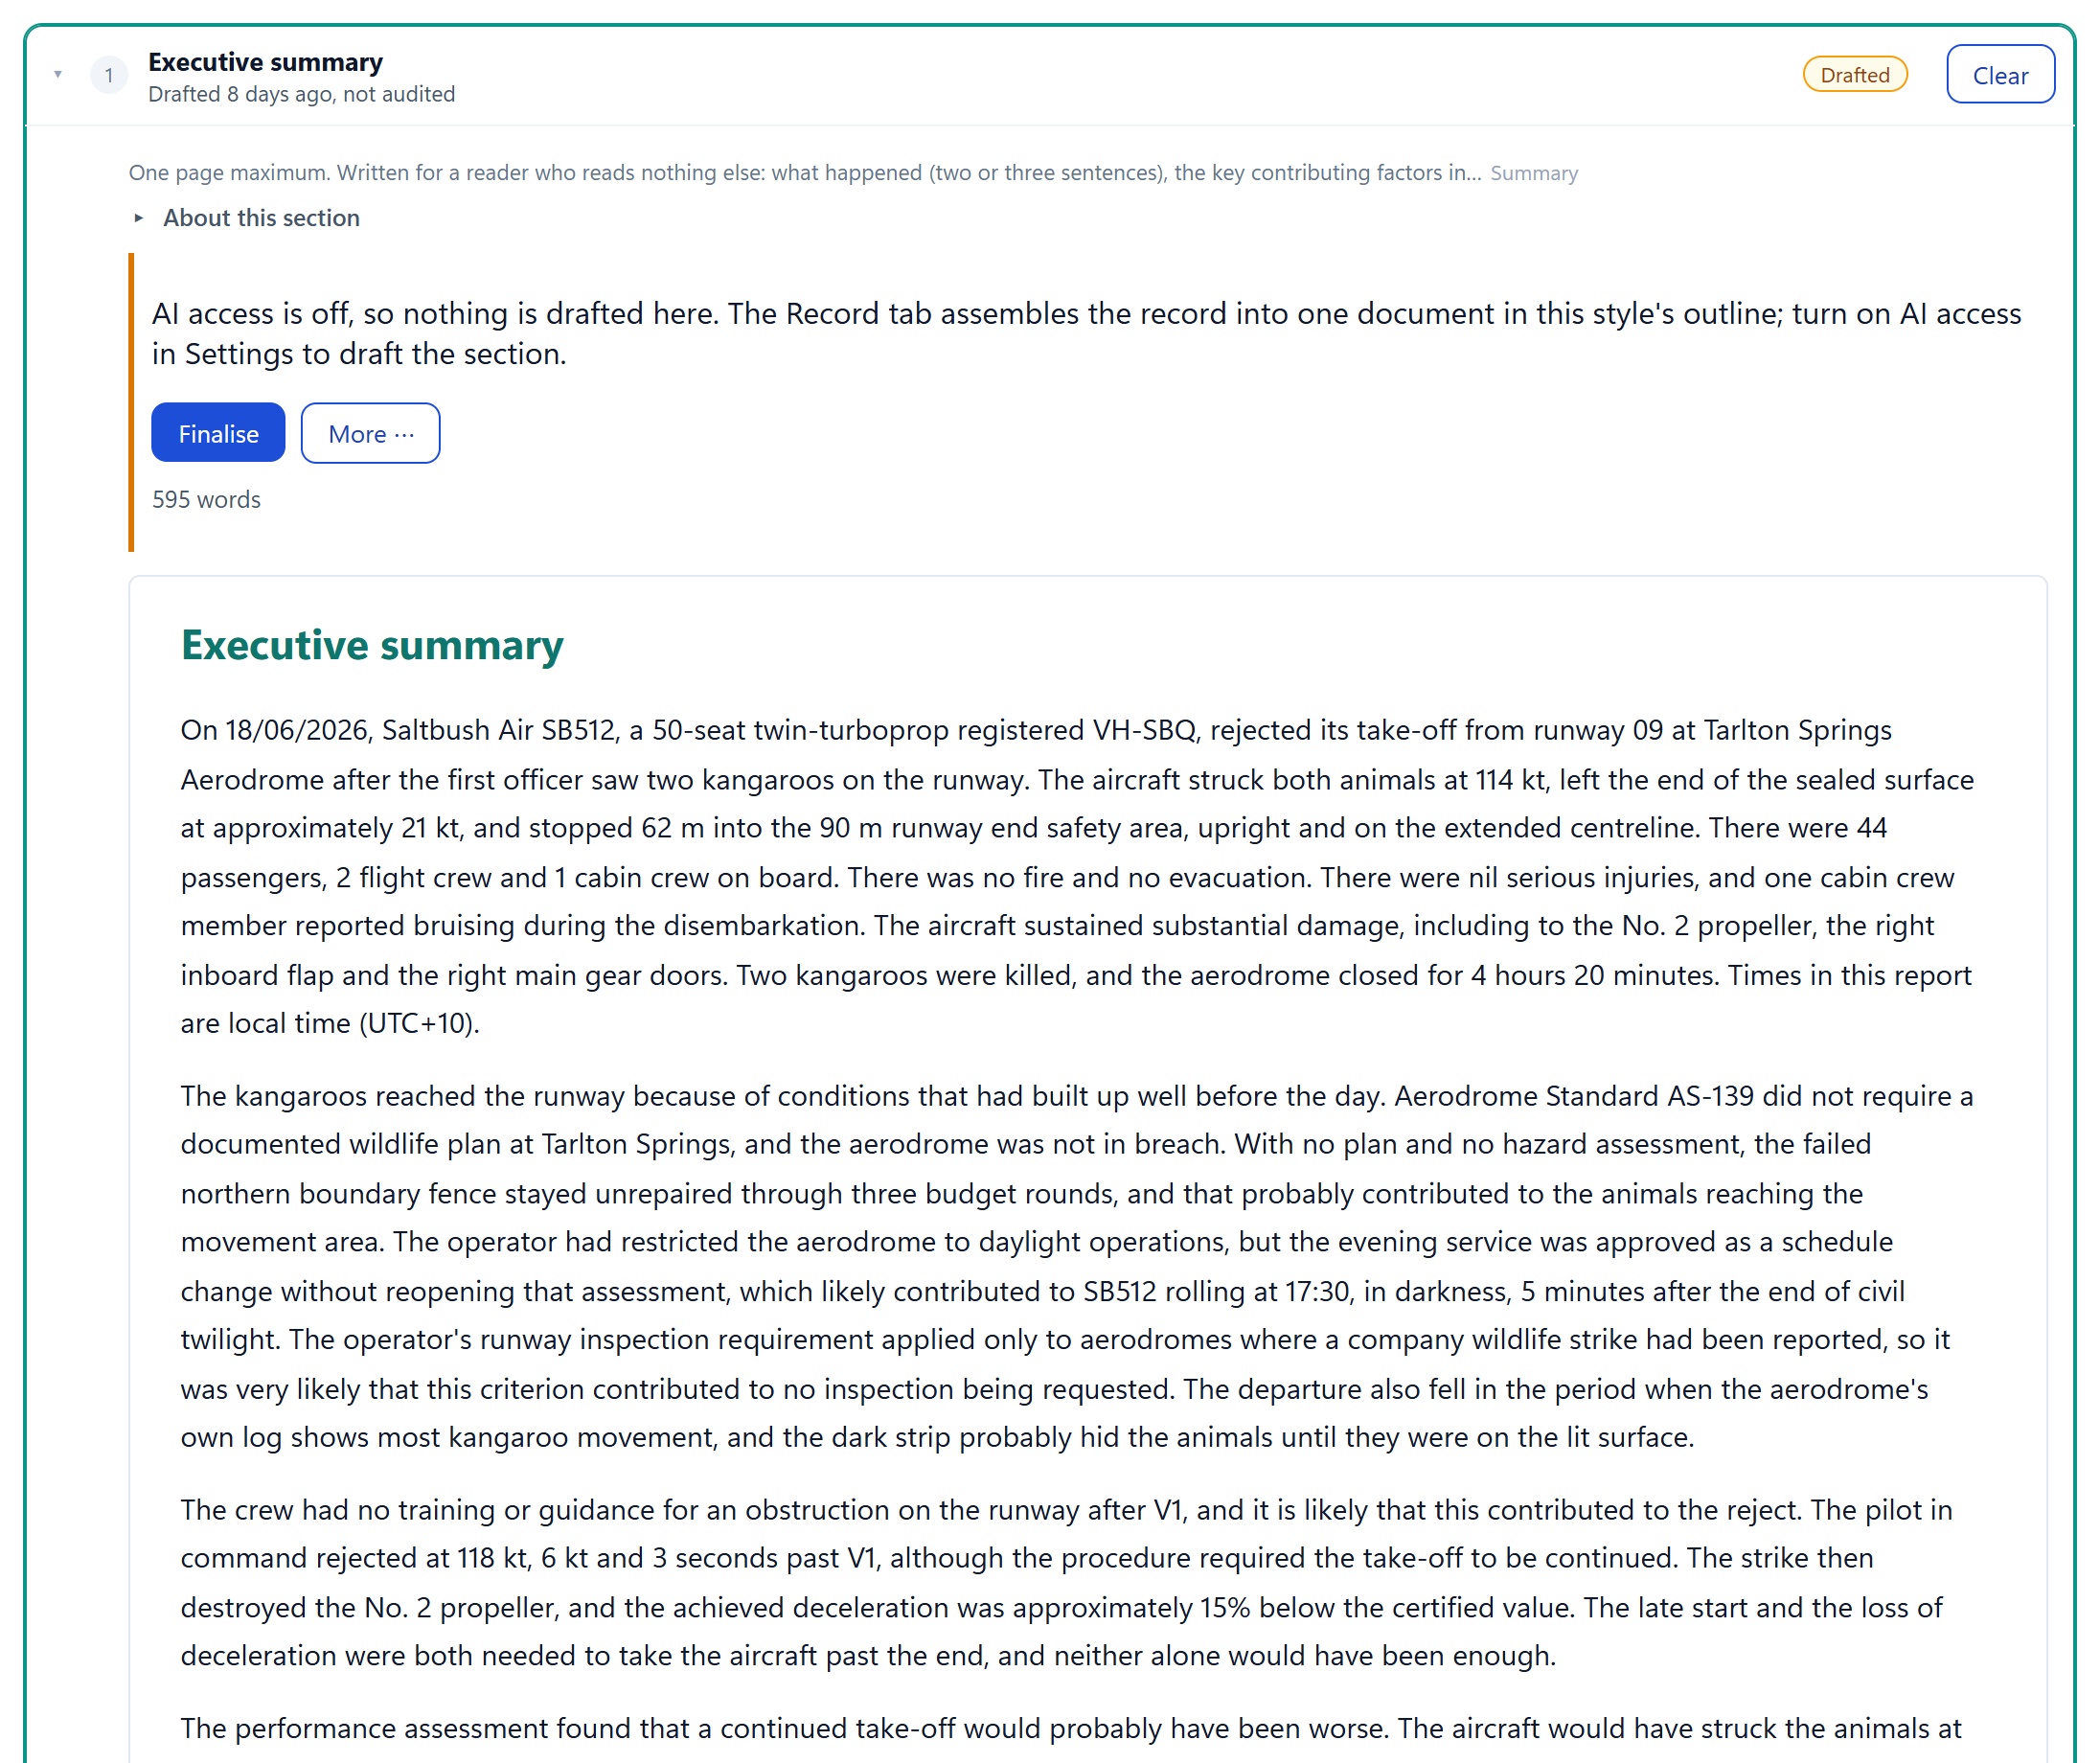 1
Executive summary
Drafted 8 days ago, not audited
Drafted
Clear
One page maximum. Written for a reader who reads nothing else: what happened (two or three sentences), the key contributing factors in... Summary
About this section
AI access is off, so nothing is drafted here. The Record tab assembles the record into one document in this style's outline; turn on AI access
in Settings to draft the section.
Finalise
More ···
595 words
Executive summary
On 18/06/2026, Saltbush Air SB512, a 50-seat twin-turboprop registered VH-SBQ, rejected its take-off from runway 09 at Tarlton Springs
Aerodrome after the first officer saw two kangaroos on the runway. The aircraft struck both animals at 114 kt, left the end of the sealed surface
at approximately 21 kt, and stopped 62 m into the 90 m runway end safety area, upright and on the extended centreline. There were 44
passengers, 2 flight crew and 1 cabin crew on board. There was no fire and no evacuation. There were nil serious injuries, and one cabin crew
member reported bruising during the disembarkation. The aircraft sustained substantial damage, including to the No. 2 propeller, the right
inboard flap and the right main gear doors. Two kangaroos were killed, and the aerodrome closed for 4 hours 20 minutes. Times in this report
are local time (UTC+10).
The kangaroos reached the runway because of conditions that had built up well before the day. Aerodrome Standard AS-139 did not require a
documented wildlife plan at Tarlton Springs, and the aerodrome was not in breach. With no plan and no hazard assessment, the failed
northern boundary fence stayed unrepaired through three budget rounds, and that probably contributed to the animals reaching the
movement area. The operator had restricted the aerodrome to daylight operations, but the evening service was approved as a schedule
change without reopening that assessment, which likely contributed to SB512 rolling at 17:30, in darkness, 5 minutes after the end of civil
twilight. The operator's runway inspection requirement applied only to aerodromes where a company wildlife strike had been reported, so it
was very likely that this criterion contributed to no inspection being requested. The departure also fell in the period when the aerodrome's
own log shows most kangaroo movement, and the dark strip probably hid the animals until they were on the lit surface.
The crew had no training or guidance for an obstruction on the runway after V1, and it is likely that this contributed to the reject. The pilot in
command rejected at 118 kt, 6 kt and 3 seconds past V1, although the procedure required the take-off to be continued. The strike then
destroyed the No. 2 propeller, and the achieved deceleration was approximately 15% below the certified value. The late start and the loss of
deceleration were both needed to take the aircraft past the end, and neither alone would have been enough.
The performance assessment found that a continued take-off would probably have been worse. The aircraft would have struck the animals at